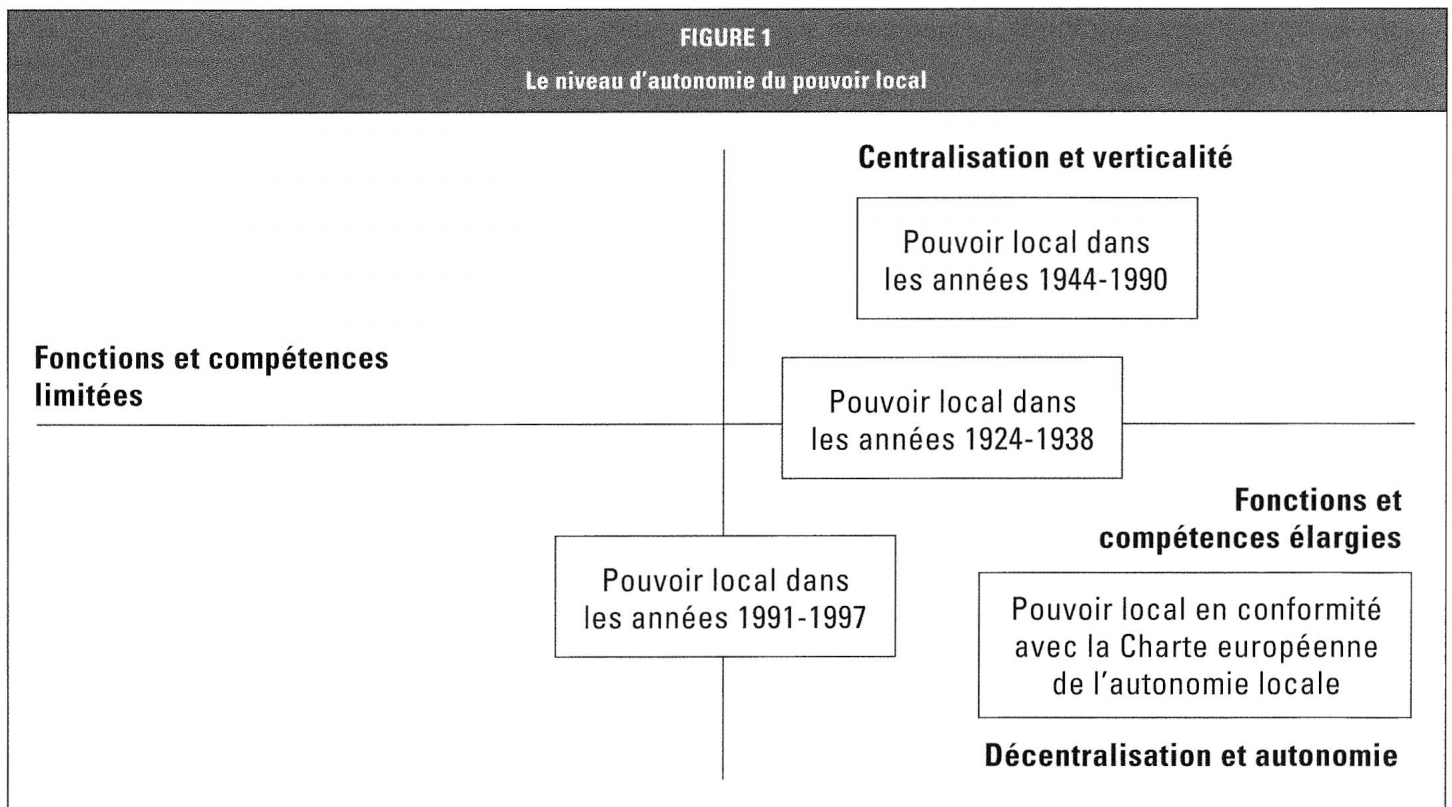 FIGURE 1
Le niveau d'autonomie du pouvoir local
Centralisation et verticalité
Pouvoir local dans
les années 1944-1990
Fonctions et compétences
limitées
Pouvoir local dans
les années 1924-1938
Fonctions et
compétences élargies
Pouvoir local dans
les années 1991-1997
Pouvoir local en conformité
avec la Charte européenne
de l'autonomie locale
Décentralisation et autonomie